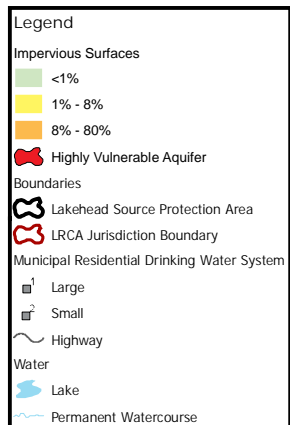 Legend
Impervious Surfaces
<1%
1% - 8%
8% - 80%
Highly Vulnerable Aquifer
Boundaries
Lakehead Source Protection Area
LRCA Jurisdiction Boundary
Municipal Residential Drinking Water System
1 Large
2 Small
Highway
Water
Lake
Permanent Watercourse